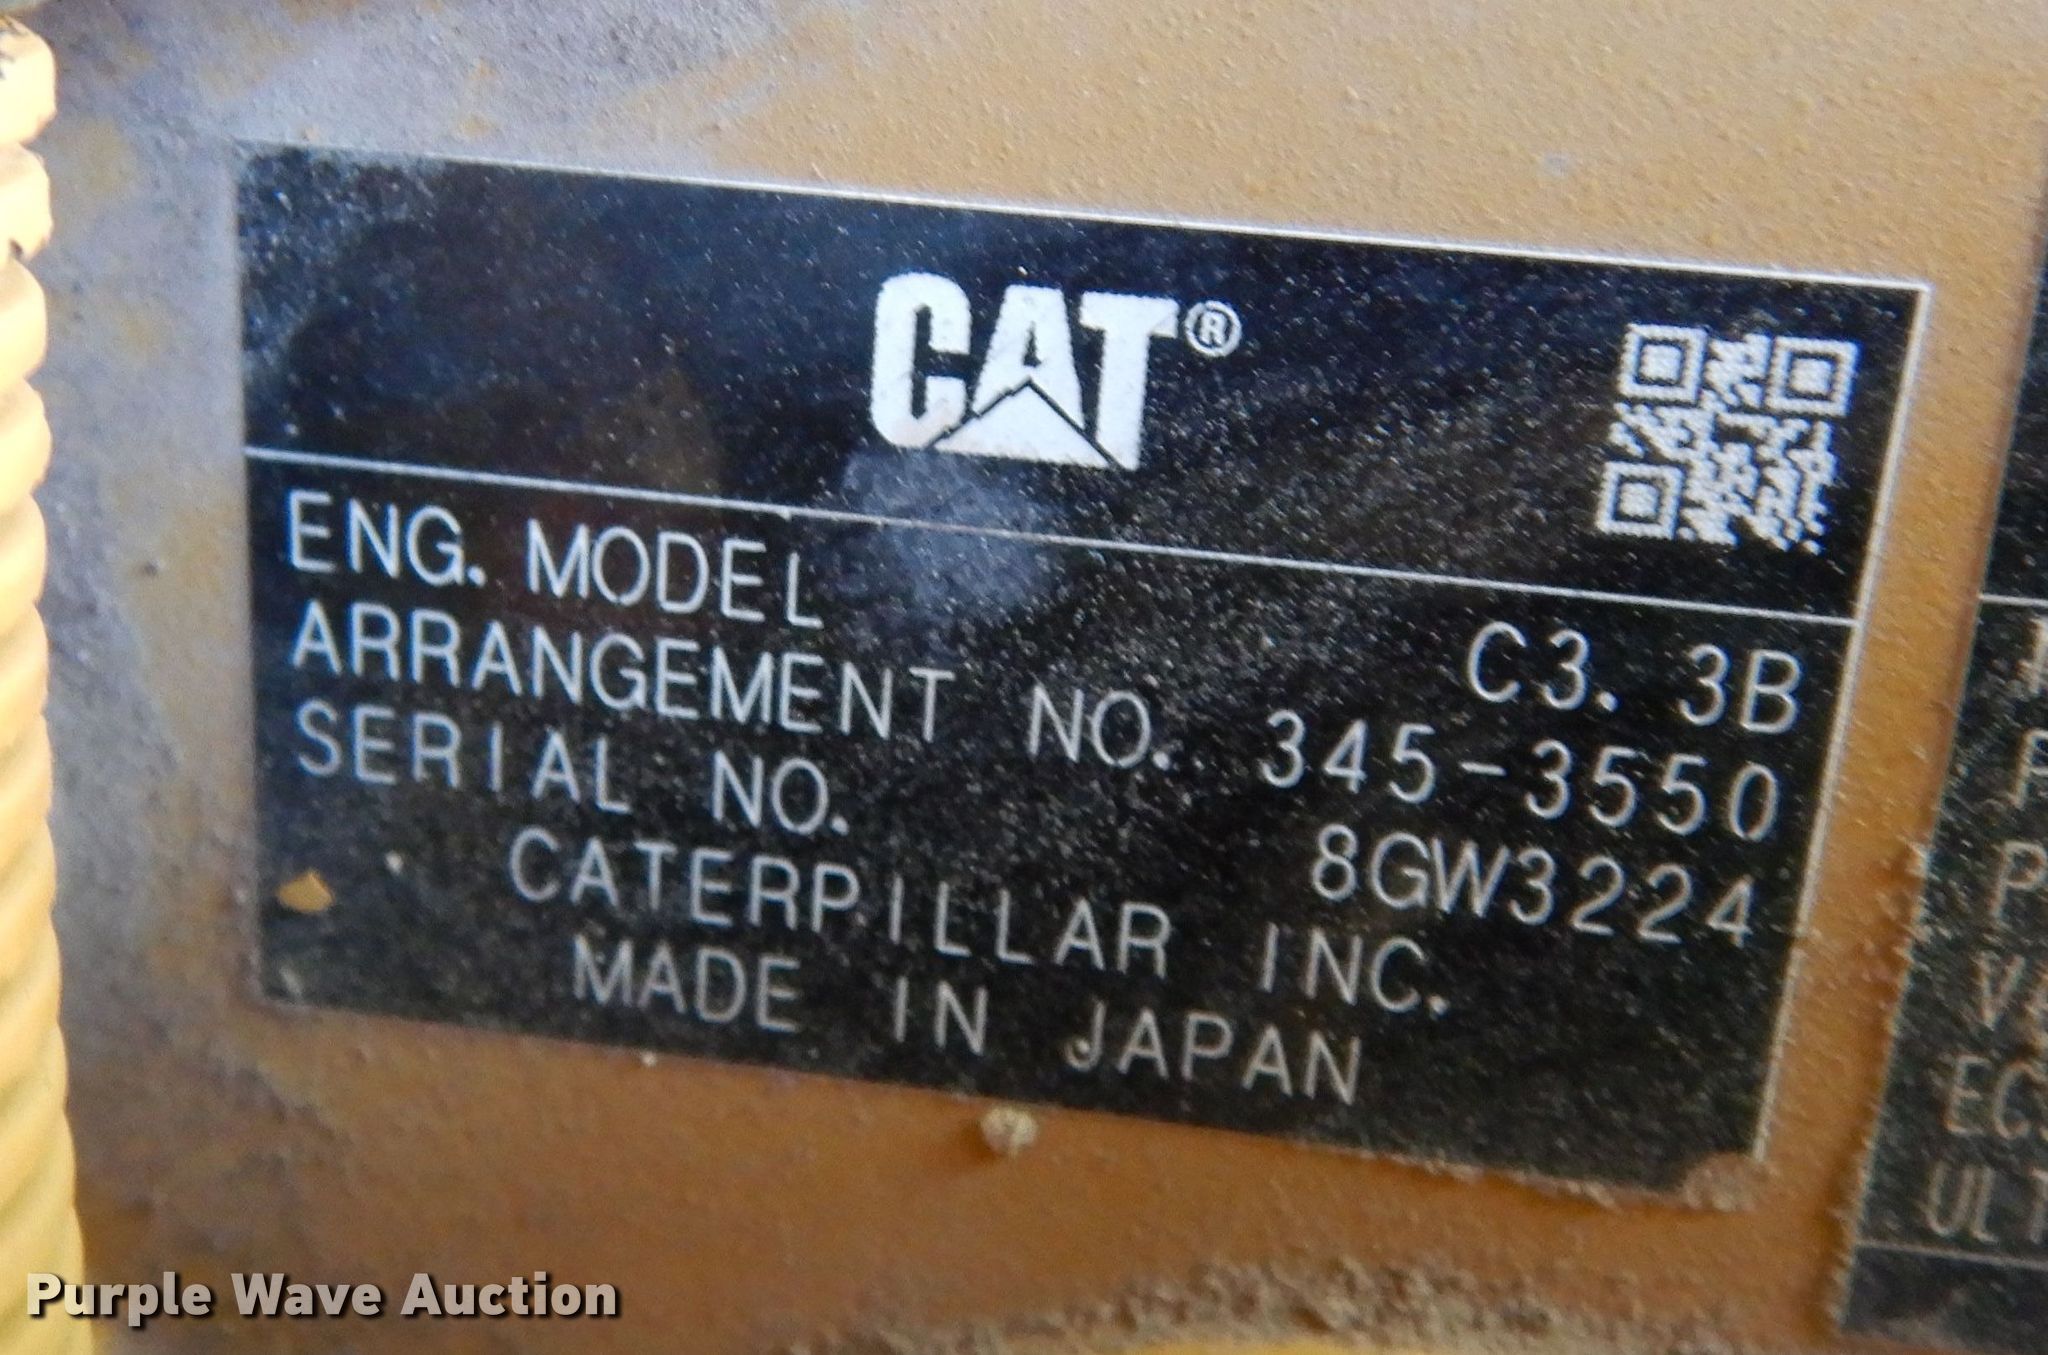 CAT®
ENG. MODEL C3.3B
ARRANGEMENT NO. 345-3550
SERIAL NO. 8GW3224
CATERPILLAR INC.
MADE IN JAPAN
Purple Wave Auction